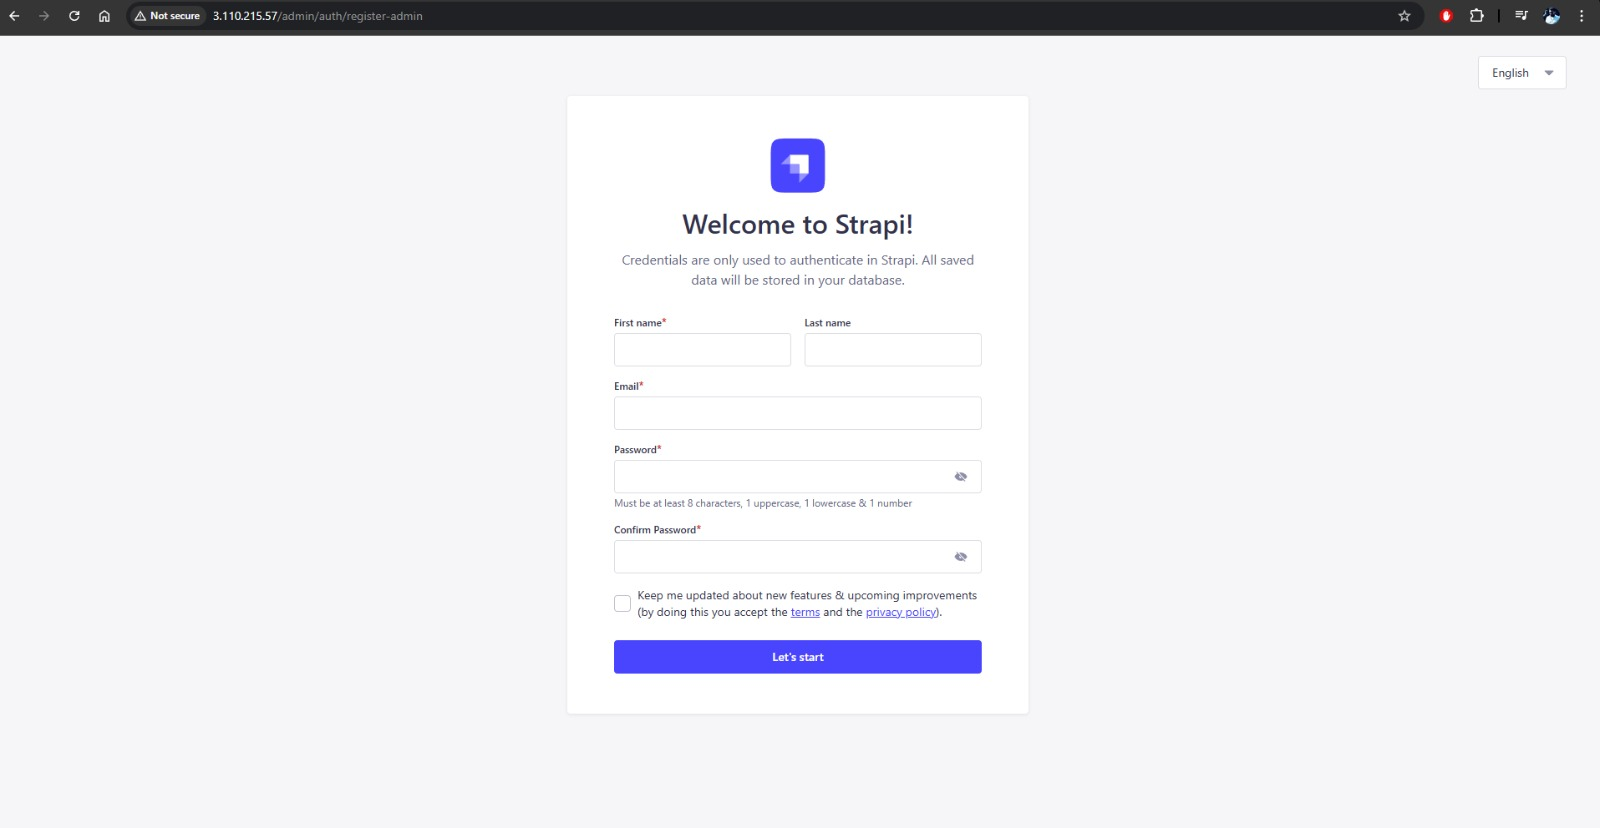 Not secure 3.110.215.57/admin/auth/register-admin
English
Welcome to Strapi!
Credentials are only used to authenticate in Strapi. All saved
data will be stored in your database.
First name* Last name
Email*
Password*
Must be at least 8 characters, 1 uppercase, 1 lowercase & 1 number
Confirm Password*
Keep me updated about new features & upcoming improvements
(by doing this you accept the terms and the privacy policy).
Let's start